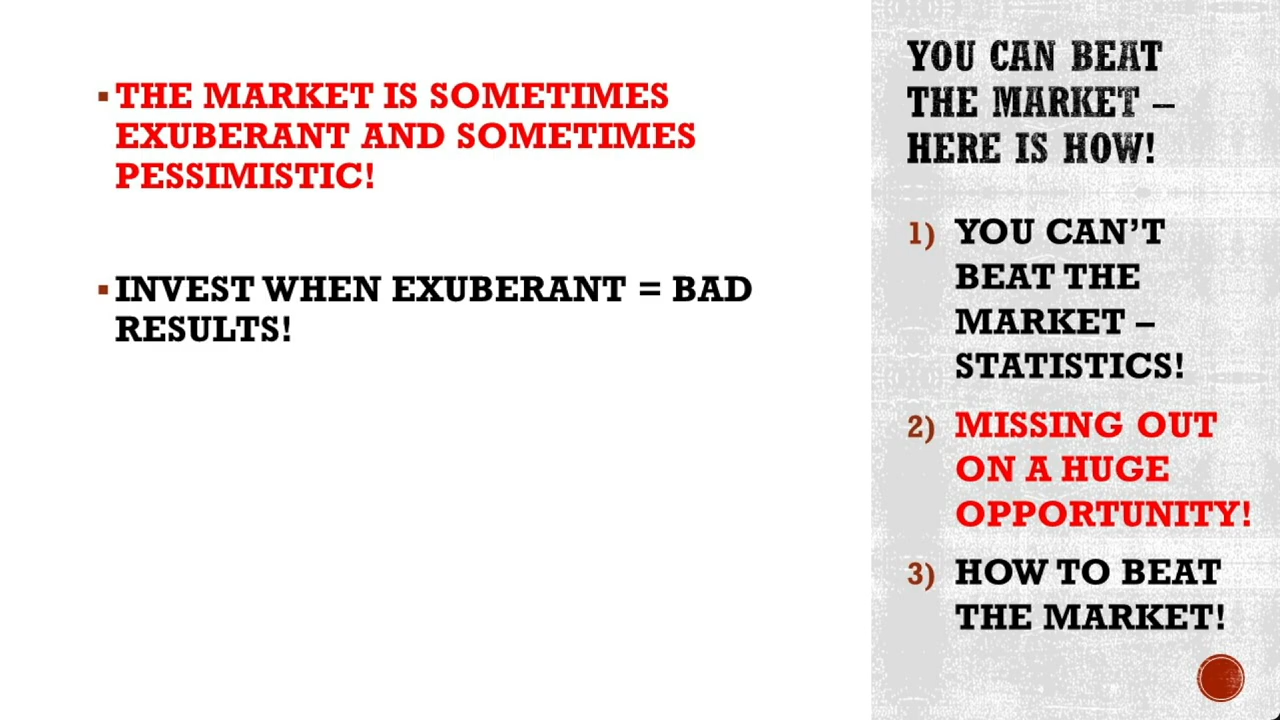 ▪ THE MARKET IS SOMETIMES
EXUBERANT AND SOMETIMES
PESSIMISTIC!
▪ INVEST WHEN EXUBERANT = BAD
RESULTS!
YOU CAN BEAT
THE MARKET –
HERE IS HOW!
1) YOU CAN’T
BEAT THE
MARKET –
STATISTICS!
2) MISSING OUT
ON A HUGE
OPPORTUNITY!
3) HOW TO BEAT
THE MARKET!